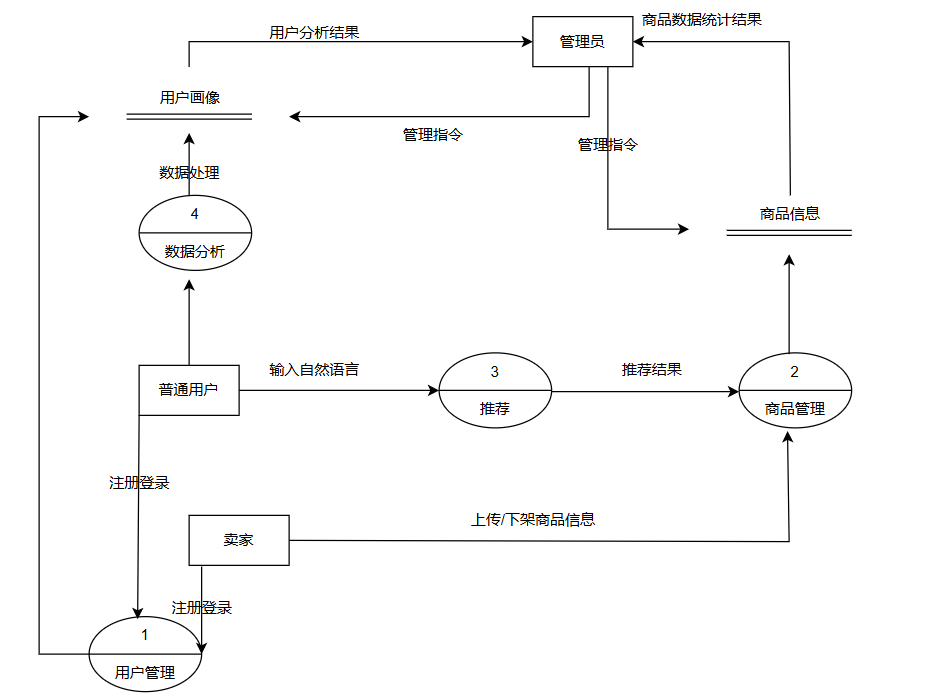 商品数据统计结果
用户分析结果
管理员
用户画像
管理指令
管理指令
数据处理
4
数据分析
商品信息
普通用户
输入自然语言
3
推荐
推荐结果
2
商品管理
注册登录
卖家
上传/下架商品信息
注册登录
1
用户管理